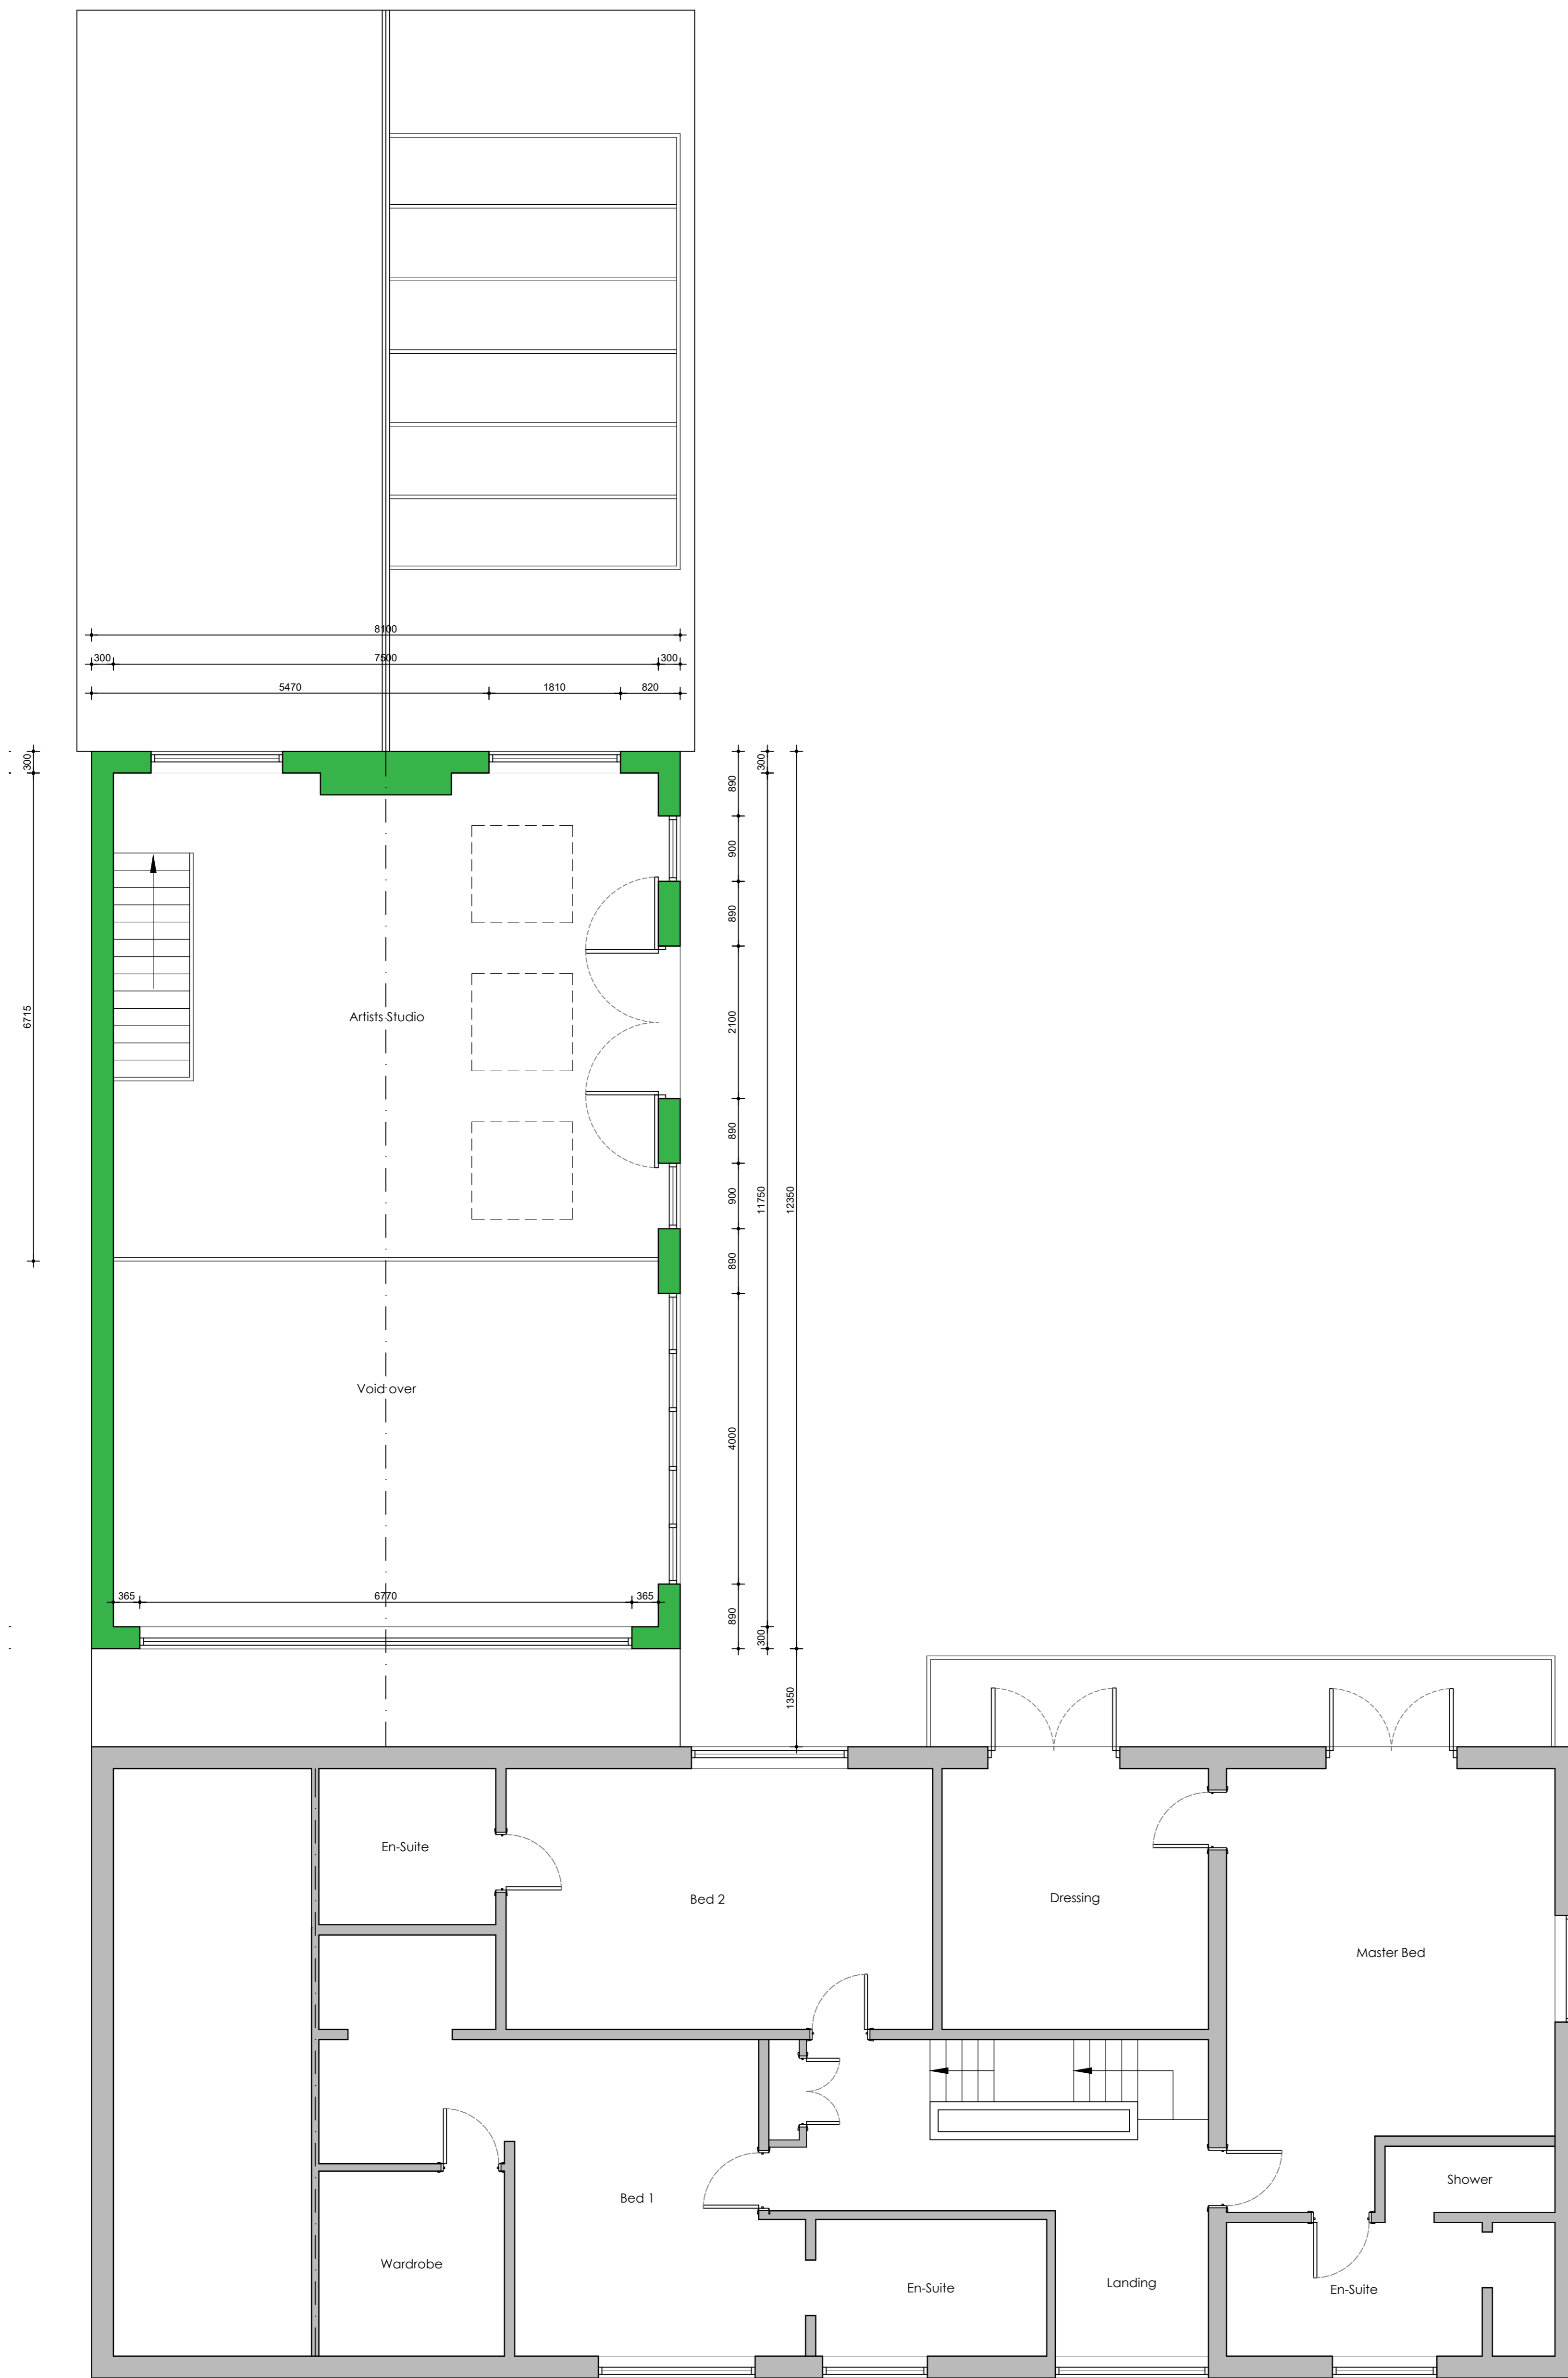 8100
300
7500
300
5470
1810
820
300
300
890
900
890
6715
Artists Studio
2100
890
900
11750
12350
890
Void over
4000
365
6770
365
890
300
1350
En-Suite
Bed 2
Dressing
Master Bed
Bed 1
Shower
Wardrobe
En-Suite
Landing
En-Suite